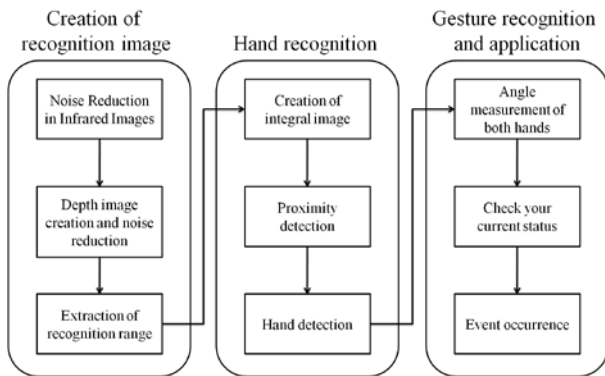 Creation of
recognition image
Noise Reduction
in Infrared Images
Depth image
creation and noise
reduction
Extraction of
recognition range
Hand recognition
Creation of
integral image
Proximity
detection
Hand detection
Gesture recognition
and application
Angle
measurement of
both hands
Check your
current status
Event occurrence